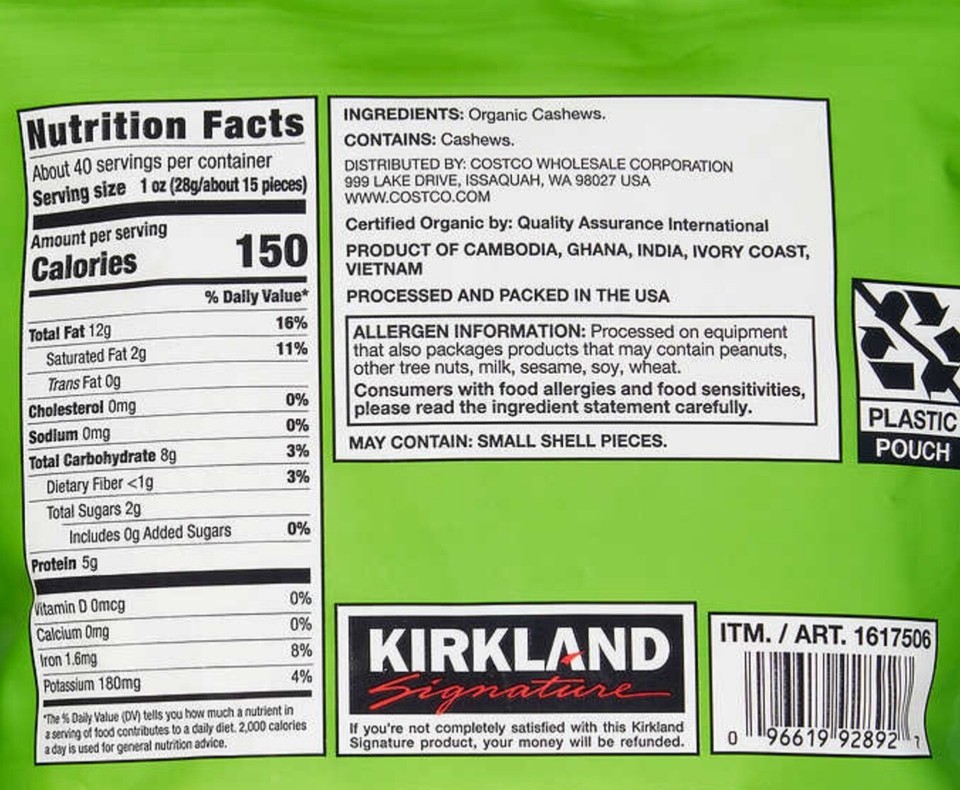 Nutrition Facts
About 40 servings per container
Serving size 1 oz (28g/about 15 pieces)
Amount per serving
Calories 150
% Daily Value*
Total Fat 12g 16%
Saturated Fat 2g 11%
Trans Fat 0g
Cholesterol 0mg 0%
Sodium 0mg 0%
Total Carbohydrate 8g 3%
Dietary Fiber <1g 3%
Total Sugars 2g
Includes 0g Added Sugars 0%
Protein 5g
Vitamin D 0mcg 0%
Calcium 0mg 0%
Iron 1.6mg 8%
Potassium 180mg 4%
*The % Daily Value (DV) tells you how much a nutrient in
a serving of food contributes to a daily diet. 2,000 calories
a day is used for general nutrition advice.
INGREDIENTS: Organic Cashews.
CONTAINS: Cashews.
DISTRIBUTED BY: COSTCO WHOLESALE CORPORATION
999 LAKE DRIVE, ISSAQUAH, WA 98027 USA
WWW.COSTCO.COM
Certified Organic by: Quality Assurance International
PRODUCT OF CAMBODIA, GHANA, INDIA, IVORY COAST,
VIETNAM
PROCESSED AND PACKED IN THE USA
ALLERGEN INFORMATION: Processed on equipment
that also packages products that may contain peanuts,
other tree nuts, milk, sesame, soy, wheat.
Consumers with food allergies and food sensitivities,
please read the ingredient statement carefully.
MAY CONTAIN: SMALL SHELL PIECES.
PLASTIC
POUCH
KIRKLAND
Signature
If you're not completely satisfied with this Kirkland
Signature product, your money will be refunded.
ITM. / ART. 1617506
0 96619 92892 7